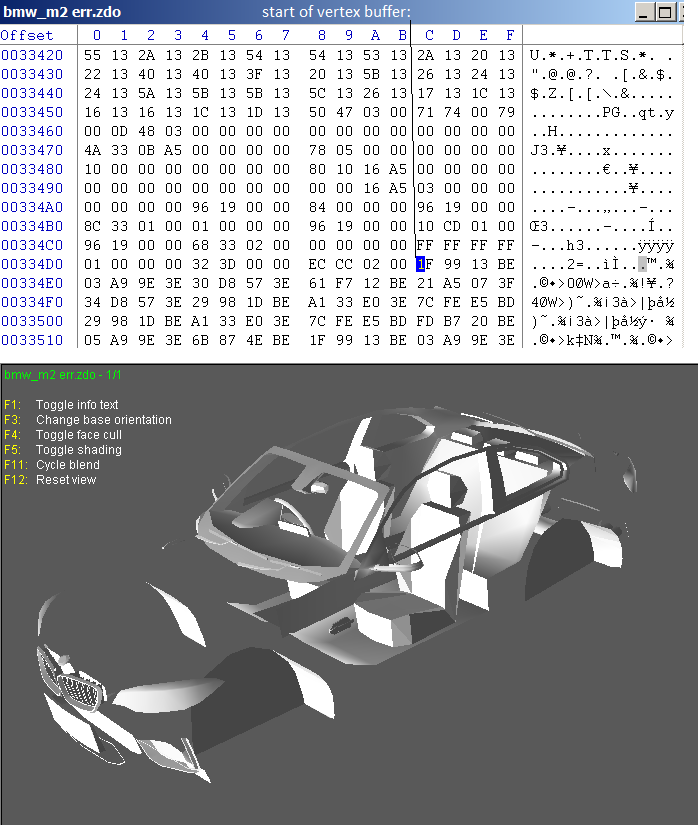 bmw_m2 err.zdo start of vertex buffer:
Offset 0 1 2 3 4 5 6 7 8 9 A B C D E F
0033420 55 13 2A 13 2B 13 54 13 54 13 53 13 2A 13 20 13 U.*.+.T.T.S.*. .
0033430 22 13 40 13 40 13 3F 13 20 13 5B 13 26 13 24 13 ".@.@.?. .[.&.$.
0033440 24 13 5A 13 5B 13 5B 13 5C 13 26 13 17 13 1C 13 $.Z.[.[.\.&.....
0033450 16 13 16 13 1C 13 1D 13 50 47 03 00 71 74 00 79 ........PG..qt.y
0033460 00 0D 48 03 00 00 00 00 00 00 00 00 00 00 00 00 ..H.............
0033470 4A 33 0B A5 00 00 00 00 78 05 00 00 00 00 00 00 J3.¥....x.......
0033480 10 00 00 00 00 00 00 00 80 10 16 A5 00 00 00 00 ........€..¥....
0033490 00 00 00 00 00 00 00 00 00 00 16 A5 03 00 00 00 ...........¥....
00334A0 00 00 00 00 96 19 00 00 84 00 00 00 96 19 00 00 ....–...„...–...
00334B0 8C 33 01 00 01 00 00 00 96 19 00 00 10 CD 01 00 Œ3......–....Í..
00334C0 96 19 00 00 68 33 02 00 00 00 00 00 FF FF FF FF –...h3......ÿÿÿÿ
00334D0 01 00 00 00 32 3D 00 00 EC CC 02 00 1F 99 13 BE ....2=..ìÌ...™.¾
00334E0 03 A9 9E 3E 30 D8 57 3E 61 F7 12 BE 21 A5 07 3F .©♦>0ØW>a÷.¾!¥.?
00334F0 34 D8 57 3E 29 98 1D BE A1 33 E0 3E 7C FE E5 BD 4ØW>)˜.¾¡3à>|þå½
0033500 29 98 1D BE A1 33 E0 3E 7C FE E5 BD FD B7 20 BE )˜.¾¡3à>|þå½ý· ¾
0033510 05 A9 9E 3E 6B 87 4E BE 1F 99 13 BE 03 A9 9E 3E .©♦>k‡N¾.™.¾.©♦>
bmw_m2 err.zdo - 1/1
F1: Toggle info text
F3: Change base orientation
F4: Toggle face cull
F5: Toggle shading
F11: Cycle blend
F12: Reset view